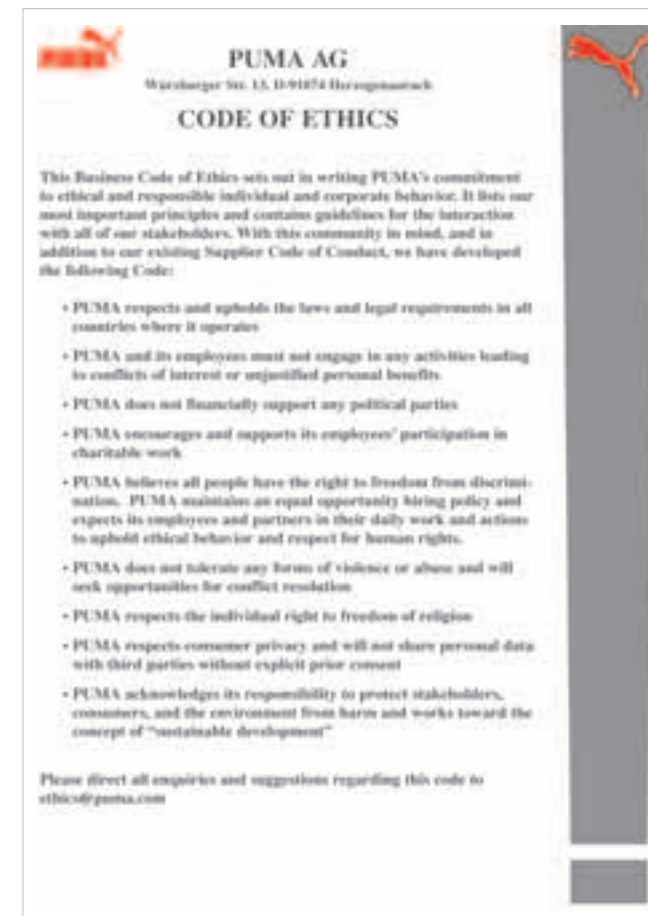 PUMA
PUMA AG
Würzburger Str. 13, D-91074 Herzogenaurach
CODE OF ETHICS
This Business Code of Ethics sets out in writing PUMA's commitment
to ethical and responsible individual and corporate behavior. It lists our
most important principles and contains guidelines for the interaction
with all of our stakeholders. With this community in mind, and in
addition to our existing Supplier Code of Conduct, we have developed
the following Code:
• PUMA respects and upholds the laws and legal requirements in all
countries where it operates
• PUMA and its employees must not engage in any activities leading
to conflicts of interest or unjustified personal benefits
• PUMA does not financially support any political parties
• PUMA encourages and supports its employees' participation in
charitable work
• PUMA believes all people have the right to freedom from discrimi-
nation. PUMA maintains an equal opportunity hiring policy and
expects its employees and partners in their daily work and actions
to uphold ethical behavior and respect for human rights.
• PUMA does not tolerate any forms of violence or abuse and will
seek opportunities for conflict resolution
• PUMA respects the individual right to freedom of religion
• PUMA respects consumer privacy and will not share personal data
with third parties without explicit prior consent
• PUMA acknowledges its responsibility to protect stakeholders,
consumers, and the environment from harm and works toward the
concept of "sustainable development"
Please direct all enquiries and suggestions regarding this code to
ethics@puma.com